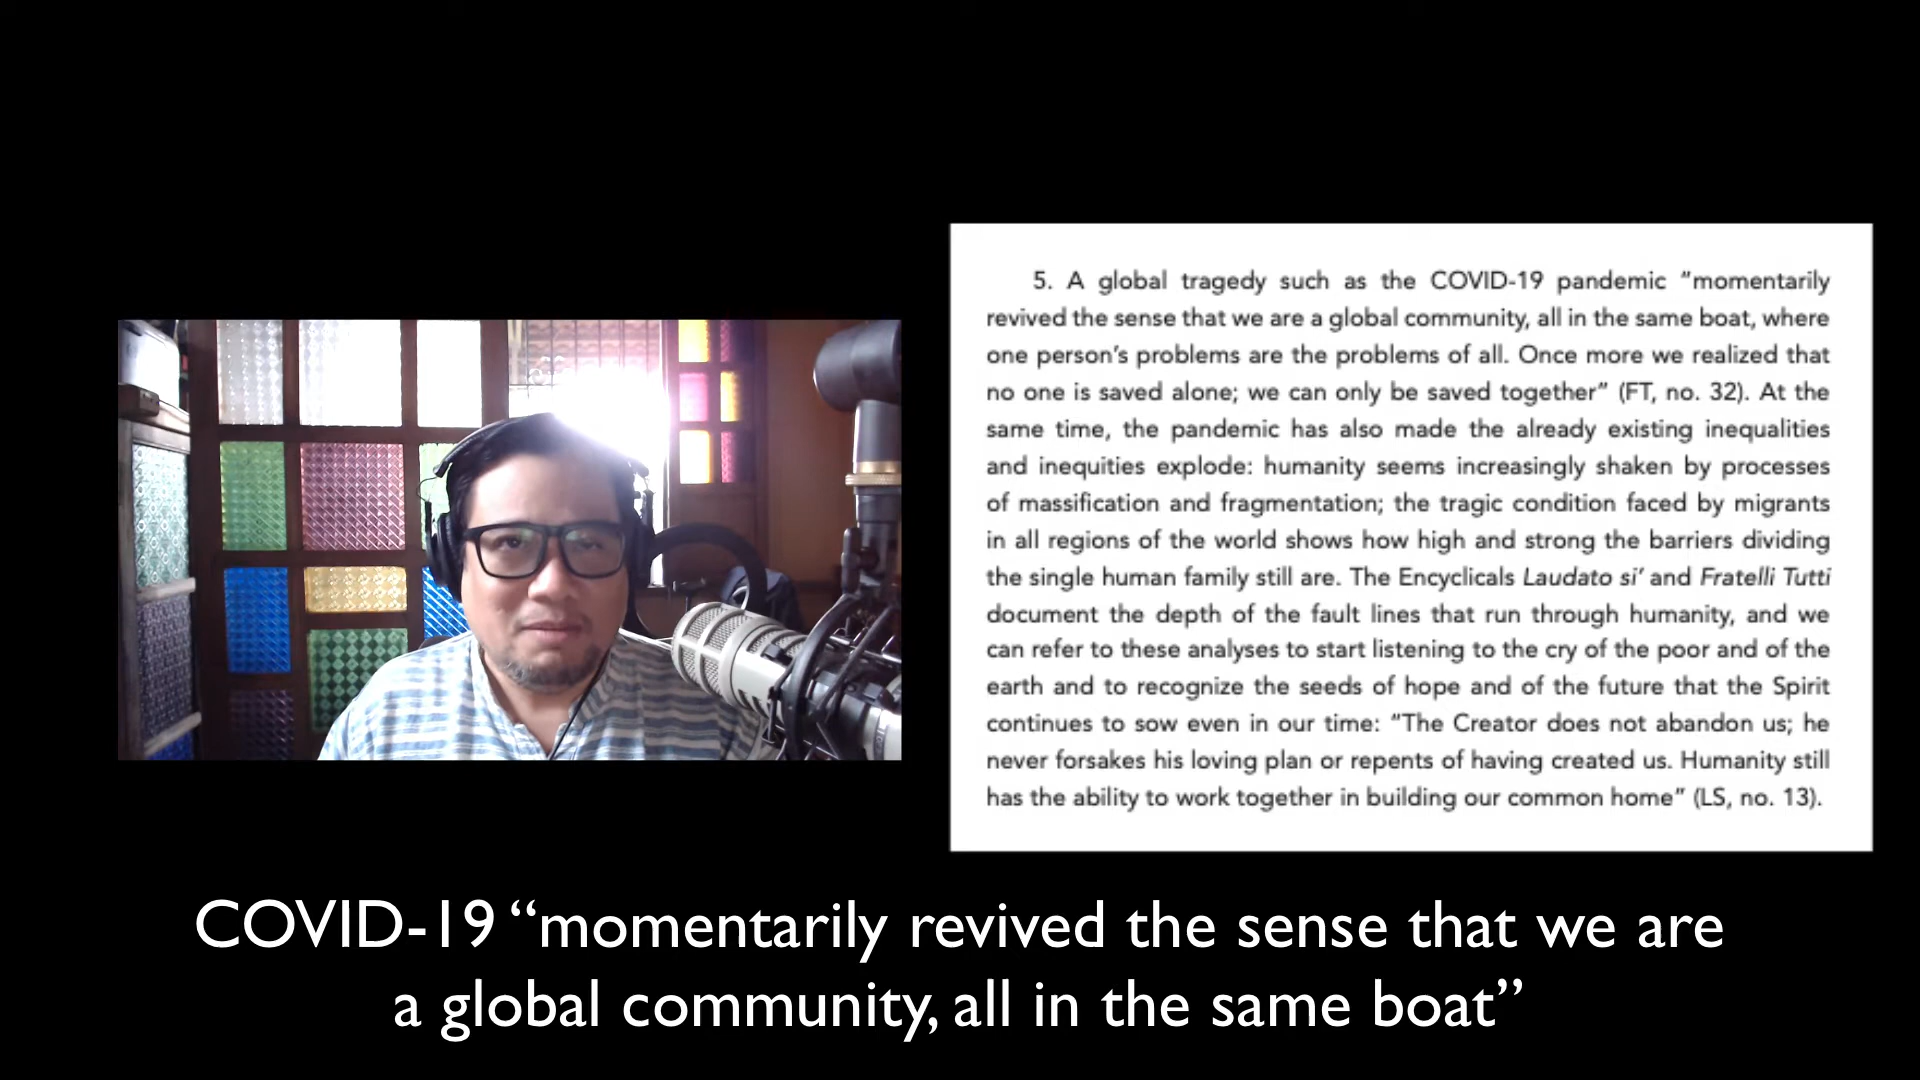 5. A global tragedy such as the COVID-19 pandemic “momentarily
revived the sense that we are a global community, all in the same boat, where
one person’s problems are the problems of all. Once more we realized that
no one is saved alone; we can only be saved together” (FT, no. 32). At the
same time, the pandemic has also made the already existing inequalities
and inequities explode: humanity seems increasingly shaken by processes
of massification and fragmentation; the tragic condition faced by migrants
in all regions of the world shows how high and strong the barriers dividing
the single human family still are. The Encyclicals Laudato si’ and Fratelli Tutti
document the depth of the fault lines that run through humanity, and we
can refer to these analyses to start listening to the cry of the poor and of the
earth and to recognize the seeds of hope and of the future that the Spirit
continues to sow even in our time: “The Creator does not abandon us; he
never forsakes his loving plan or repents of having created us. Humanity still
has the ability to work together in building our common home” (LS, no. 13).
COVID-19 “momentarily revived the sense that we are
a global community, all in the same boat”